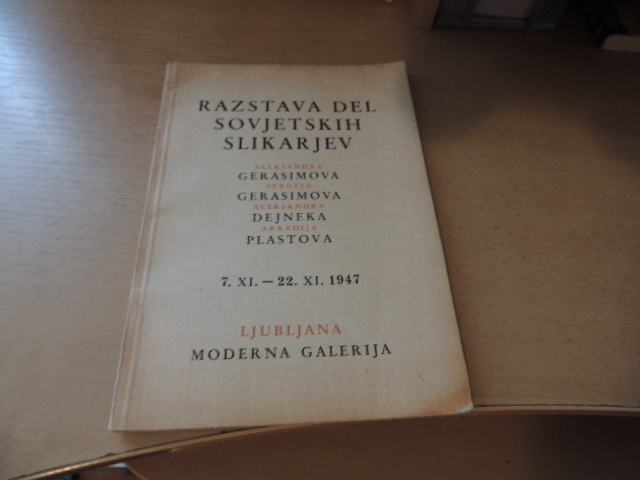 RAZSTAVA DEL
SOVJETSKIH
SLIKARJEV
ALEKSANDRA
GERASIMOVA
SERGEJA
GERASIMOVA
ALEKSANDRA
DEJNEKA
ARKADIJA
PLASTOVA
7. XI. — 22. XI. 1947
LJUBLJANA
MODERNA GALERIJA